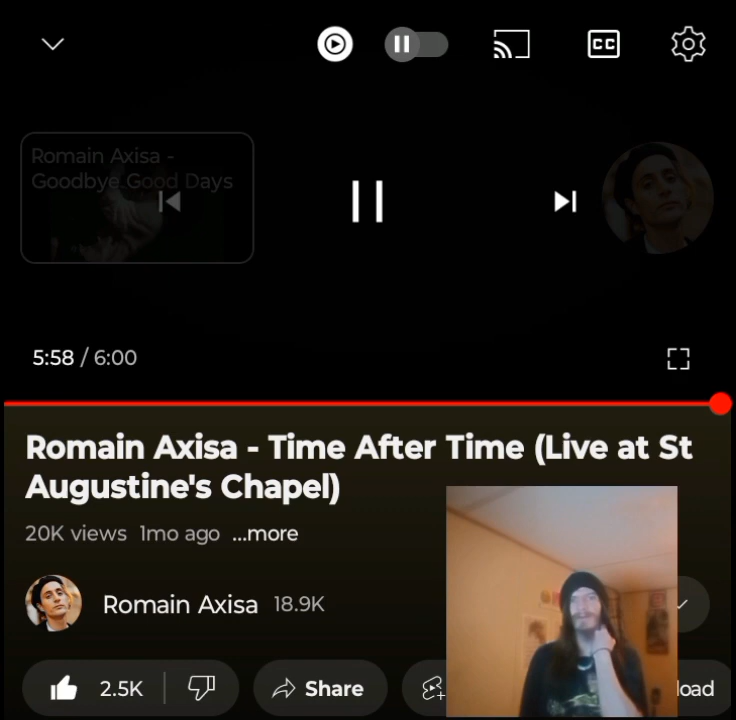 CC
Romain Axisa -
Goodbye Good Days
5:58 / 6:00
Romain Axisa - Time After Time (Live at St
Augustine's Chapel)
20K views 1mo ago ...more
Romain Axisa 18.9K
2.5K
Share
load